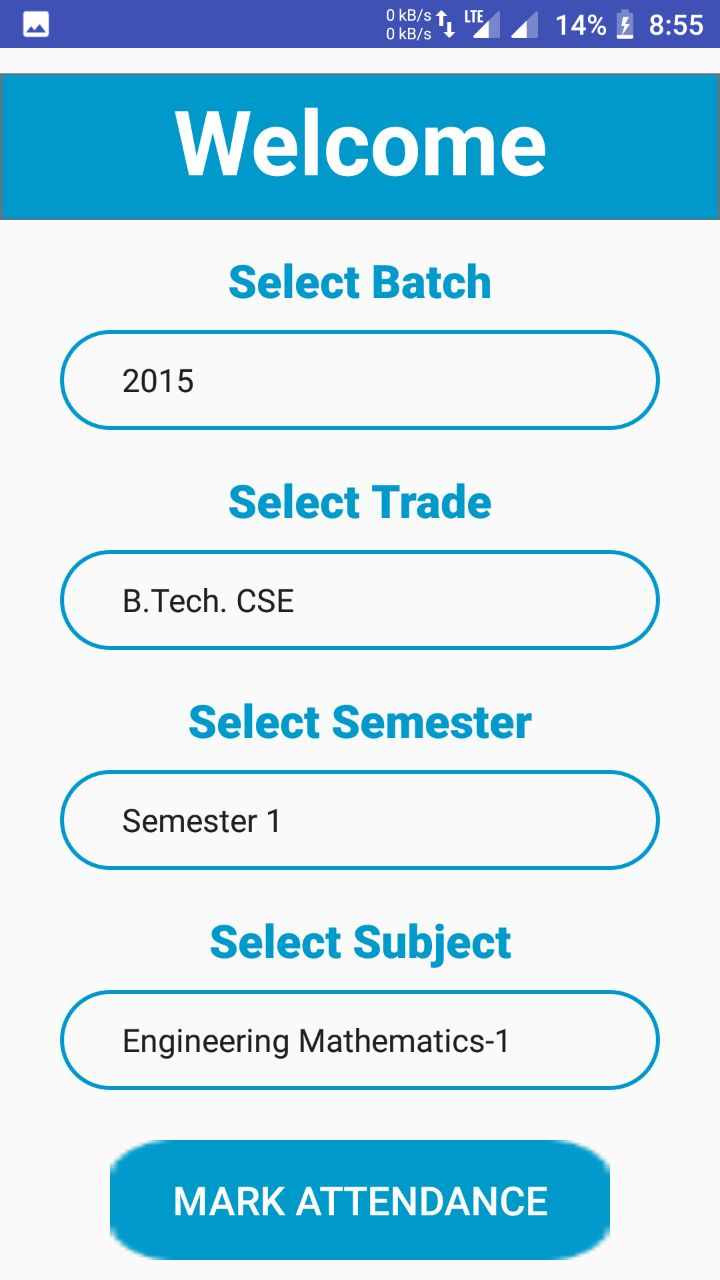 0 kB/s
0 kB/s
LTE
14%
8:55
Welcome
Select Batch
2015
Select Trade
B.Tech. CSE
Select Semester
Semester 1
Select Subject
Engineering Mathematics-1
MARK ATTENDANCE